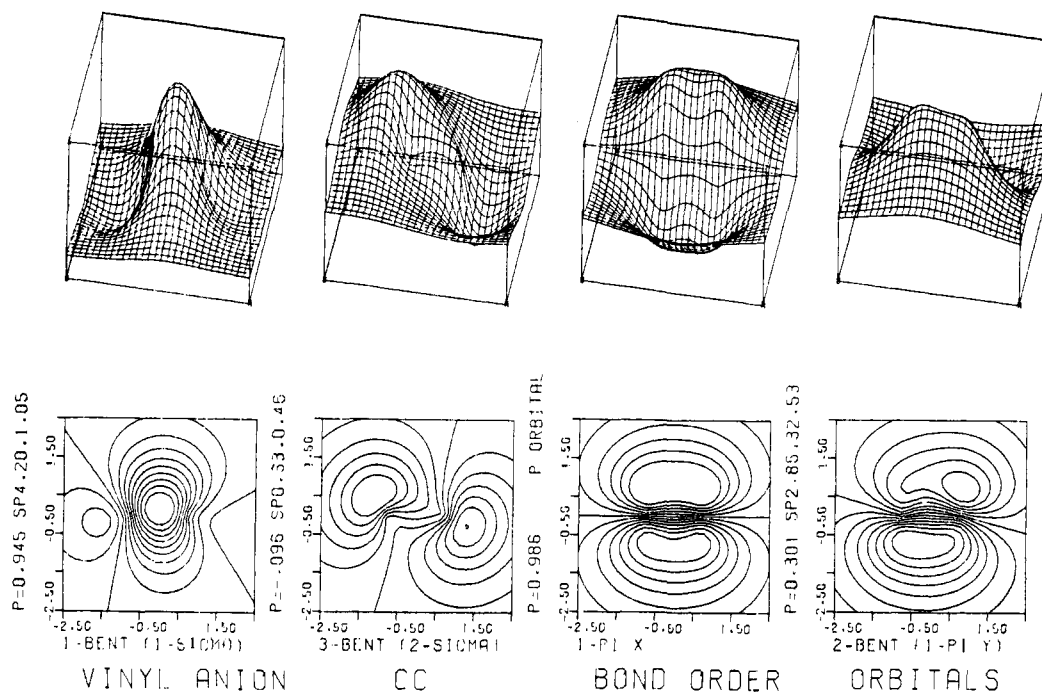 P=0.945 SP4.20.1.05
1.50
-0.50
-2.50
-2.50 -0.50 1.50
1-BENT (1-SIGMA)
P=-.096 SP0.33.0.46
1.50
-0.50
-2.50
-2.50 -0.50 1.50
3-BENT (2-SIGMA)
P=0.986 P ORBITAL
1.50
-0.50
-2.50
-2.50 -0.50 1.50
1-PI X
P=0.301 SP2.65.32.53
1.50
-0.50
-2.50
-2.50 -0.50 1.50
2-BENT (1-PI Y)
VINYL ANION CC BOND ORDER ORBITALS